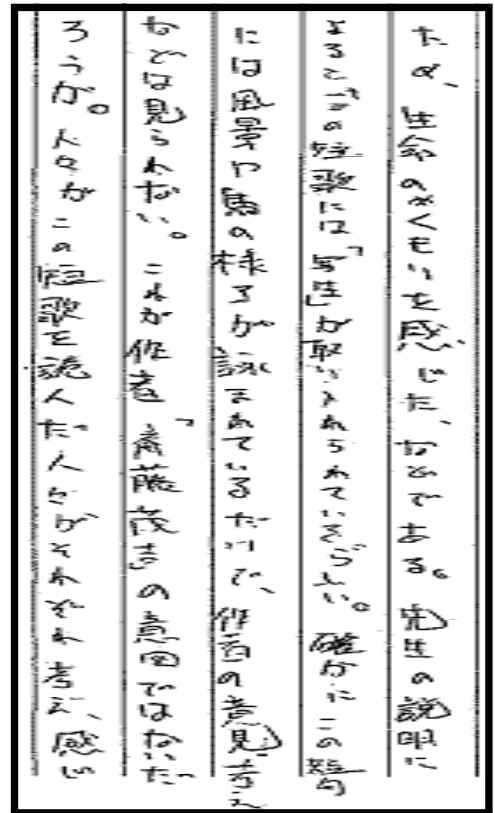 たよ、生命のぬくもりを感じた、などである。先生の説明に
よるとこの短歌には「写生」が取り入れられているらしい。確かにこの短歌
には風景や馬の様子が詠まれているだけで、作者の意見、考え
などは見られない。これが作者「斎藤茂吉」の意図ではないだ
ろうか。人々がこの短歌を読んだ人々がそれぞれ考え、感じ